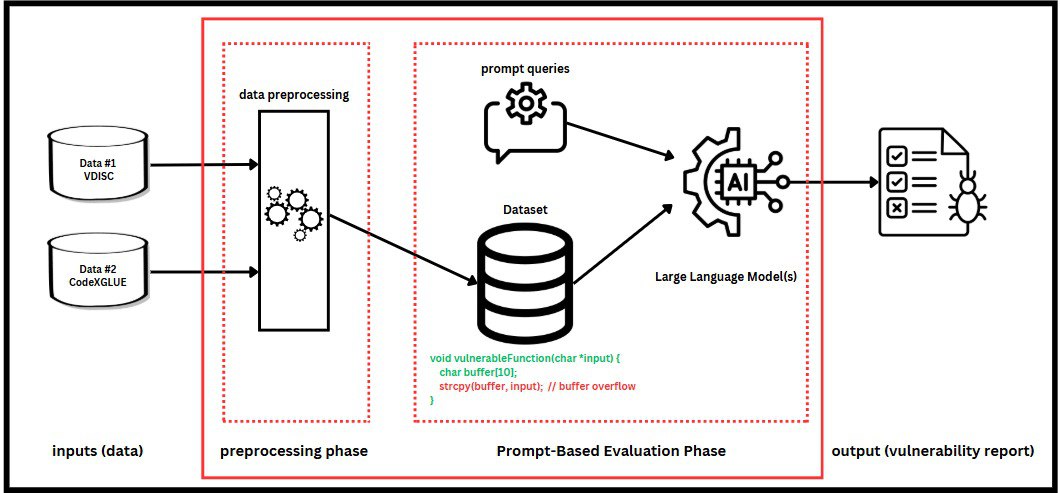 prompt queries
data preprocessing
Data #1
VDISC
AI
Dataset
Data #2
CodeXGLUE
Large Language Model(s)
void vulnerableFunction(char *input) {
char buffer[10];
strcpy(buffer, input); // buffer overflow
}
inputs (data)
preprocessing phase
Prompt-Based Evaluation Phase
output (vulnerability report)